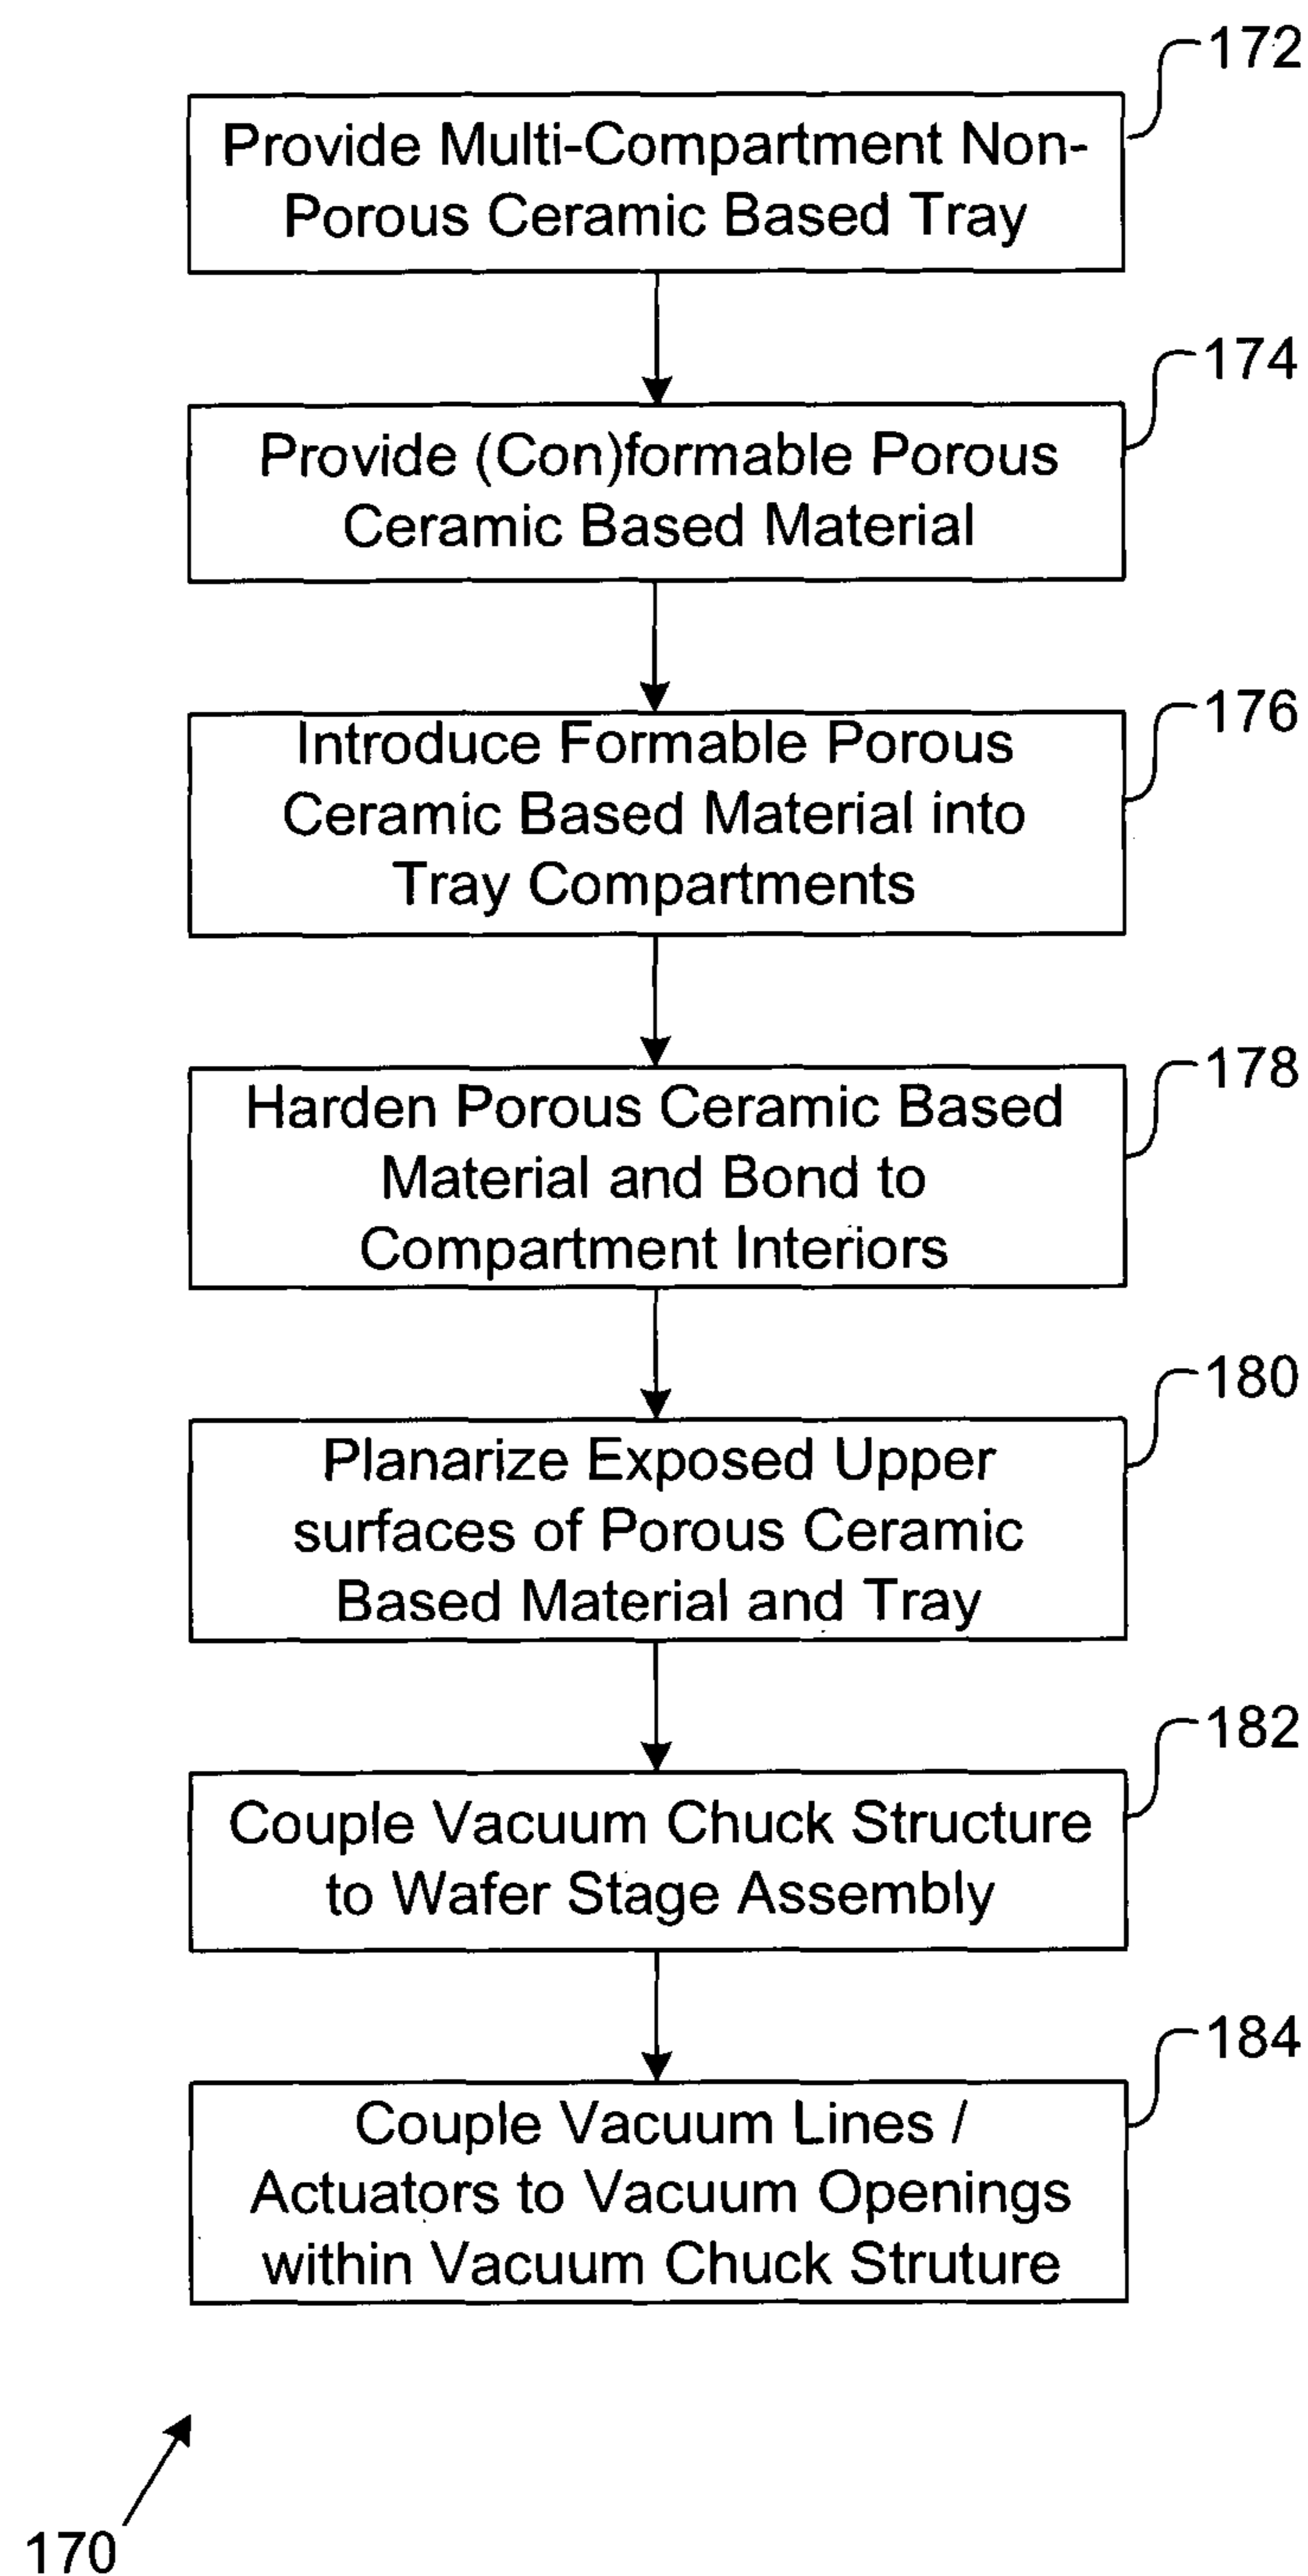 172
Provide Multi-Compartment Non-
Porous Ceramic Based Tray
174
Provide (Con)formable Porous
Ceramic Based Material
176
Introduce Formable Porous
Ceramic Based Material into
Tray Compartments
178
Harden Porous Ceramic Based
Material and Bond to
Compartment Interiors
180
Planarize Exposed Upper
surfaces of Porous Ceramic
Based Material and Tray
182
Couple Vacuum Chuck Structure
to Wafer Stage Assembly
184
Couple Vacuum Lines /
Actuators to Vacuum Openings
within Vacuum Chuck Struture
170